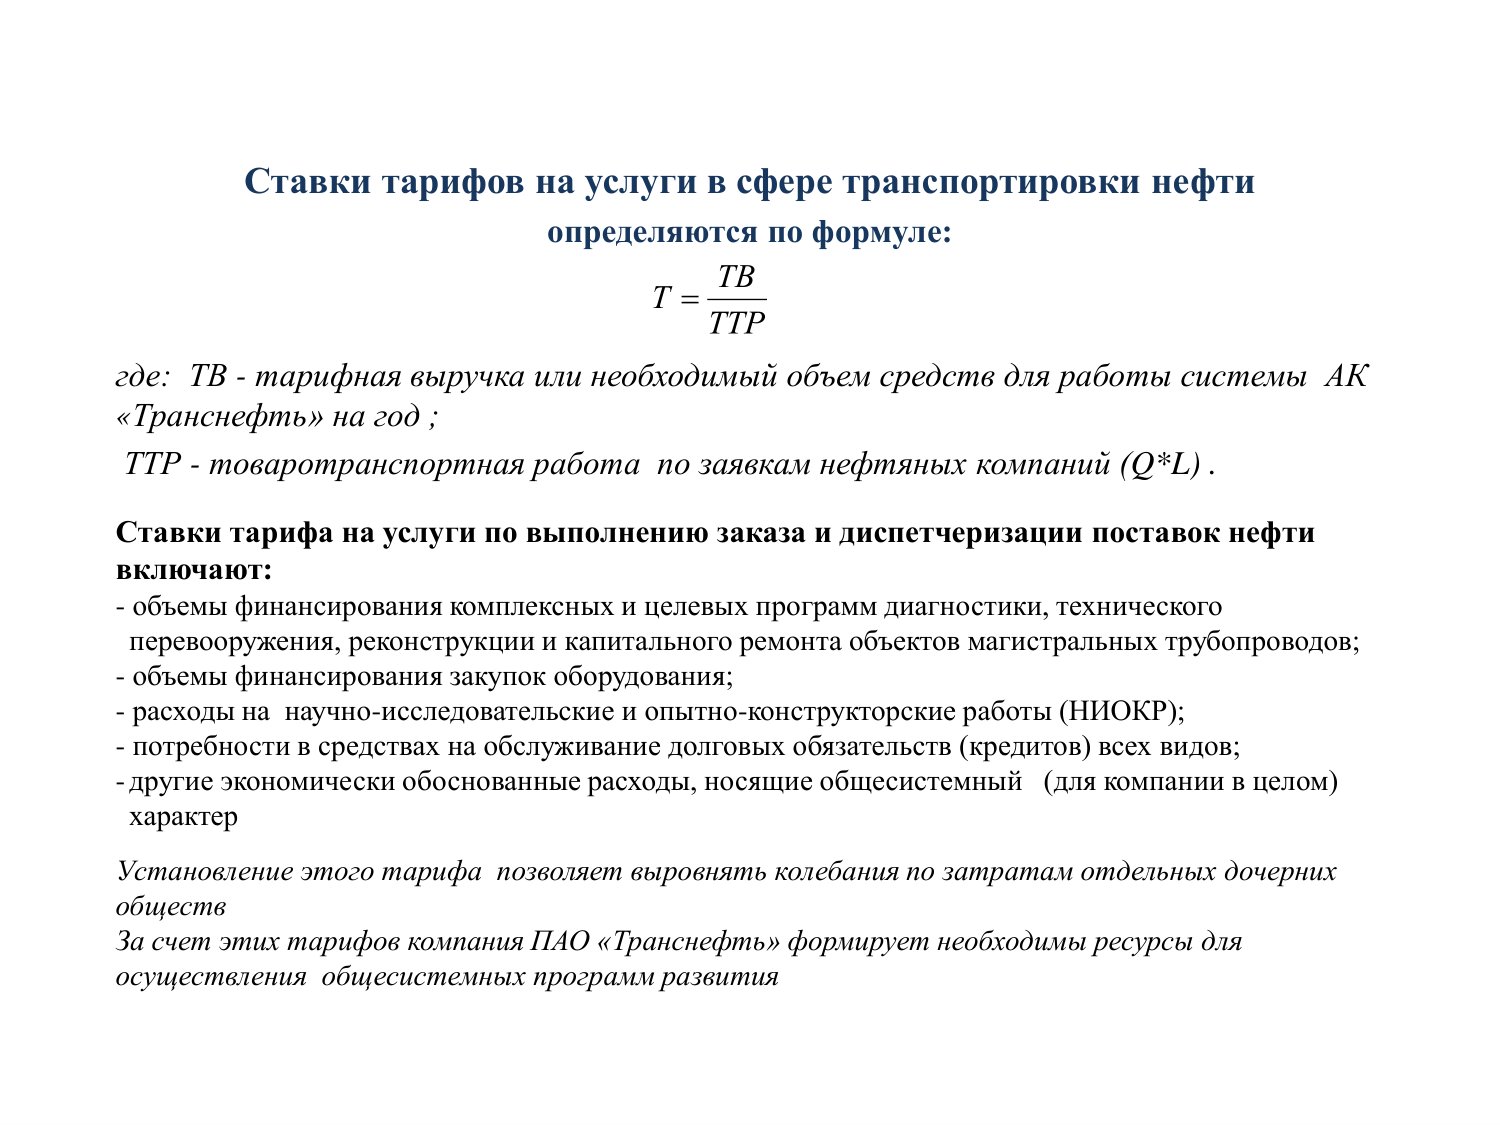 Ставки тарифов на услуги в сфере транспортировки нефти
определяются по формуле:
T = ТВ / ТТР
где: ТВ - тарифная выручка или необходимый объем средств для работы системы АК
«Транснефть» на год ;
ТТР - товаротранспортная работа по заявкам нефтяных компаний (Q*L) .
Ставки тарифа на услуги по выполнению заказа и диспетчеризации поставок нефти
включают:
- объемы финансирования комплексных и целевых программ диагностики, технического
перевооружения, реконструкции и капитального ремонта объектов магистральных трубопроводов;
- объемы финансирования закупок оборудования;
- расходы на научно-исследовательские и опытно-конструкторские работы (НИОКР);
- потребности в средствах на обслуживание долговых обязательств (кредитов) всех видов;
- другие экономически обоснованные расходы, носящие общесистемный (для компании в целом)
характер
Установление этого тарифа позволяет выровнять колебания по затратам отдельных дочерних
обществ
За счет этих тарифов компания ПАО «Транснефть» формирует необходимы ресурсы для
осуществления общесистемных программ развития